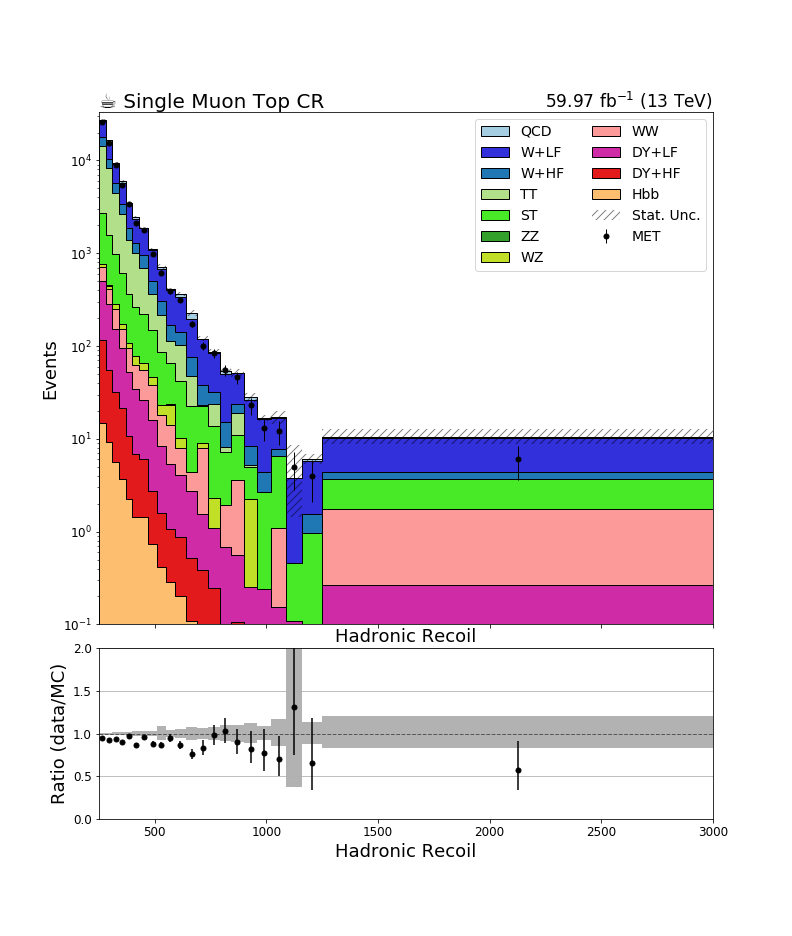 ☕ Single Muon Top CR 59.97 fb⁻¹ (13 TeV)
QCD WW
W+LF DY+LF
W+HF DY+HF
TT Hbb
ST Stat. Unc.
ZZ MET
WZ
Events
10⁴
10³
10²
10¹
10⁰
10⁻¹
Hadronic Recoil
Ratio (data/MC)
2.0
1.5
1.0
0.5
0.0
500 1000 1500 2000 2500 3000
Hadronic Recoil